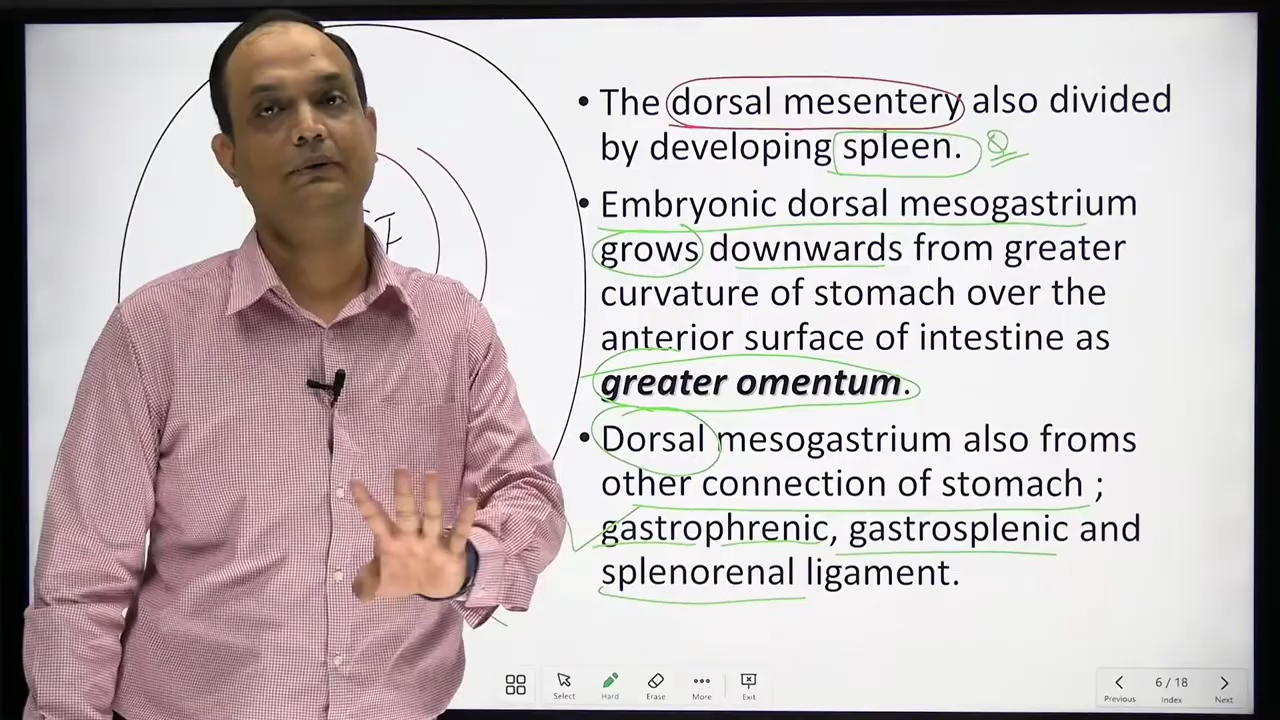 • The dorsal mesentery also divided
by developing spleen.
• Embryonic dorsal mesogastrium
grows downwards from greater
curvature of stomach over the
anterior surface of intestine as
greater omentum.
• Dorsal mesogastrium also froms
other connection of stomach ;
gastrophrenic, gastrosplenic and
splenorenal ligament.
Select
Hard
Erase
More
Exit
Previous
6 / 18
Index
Next